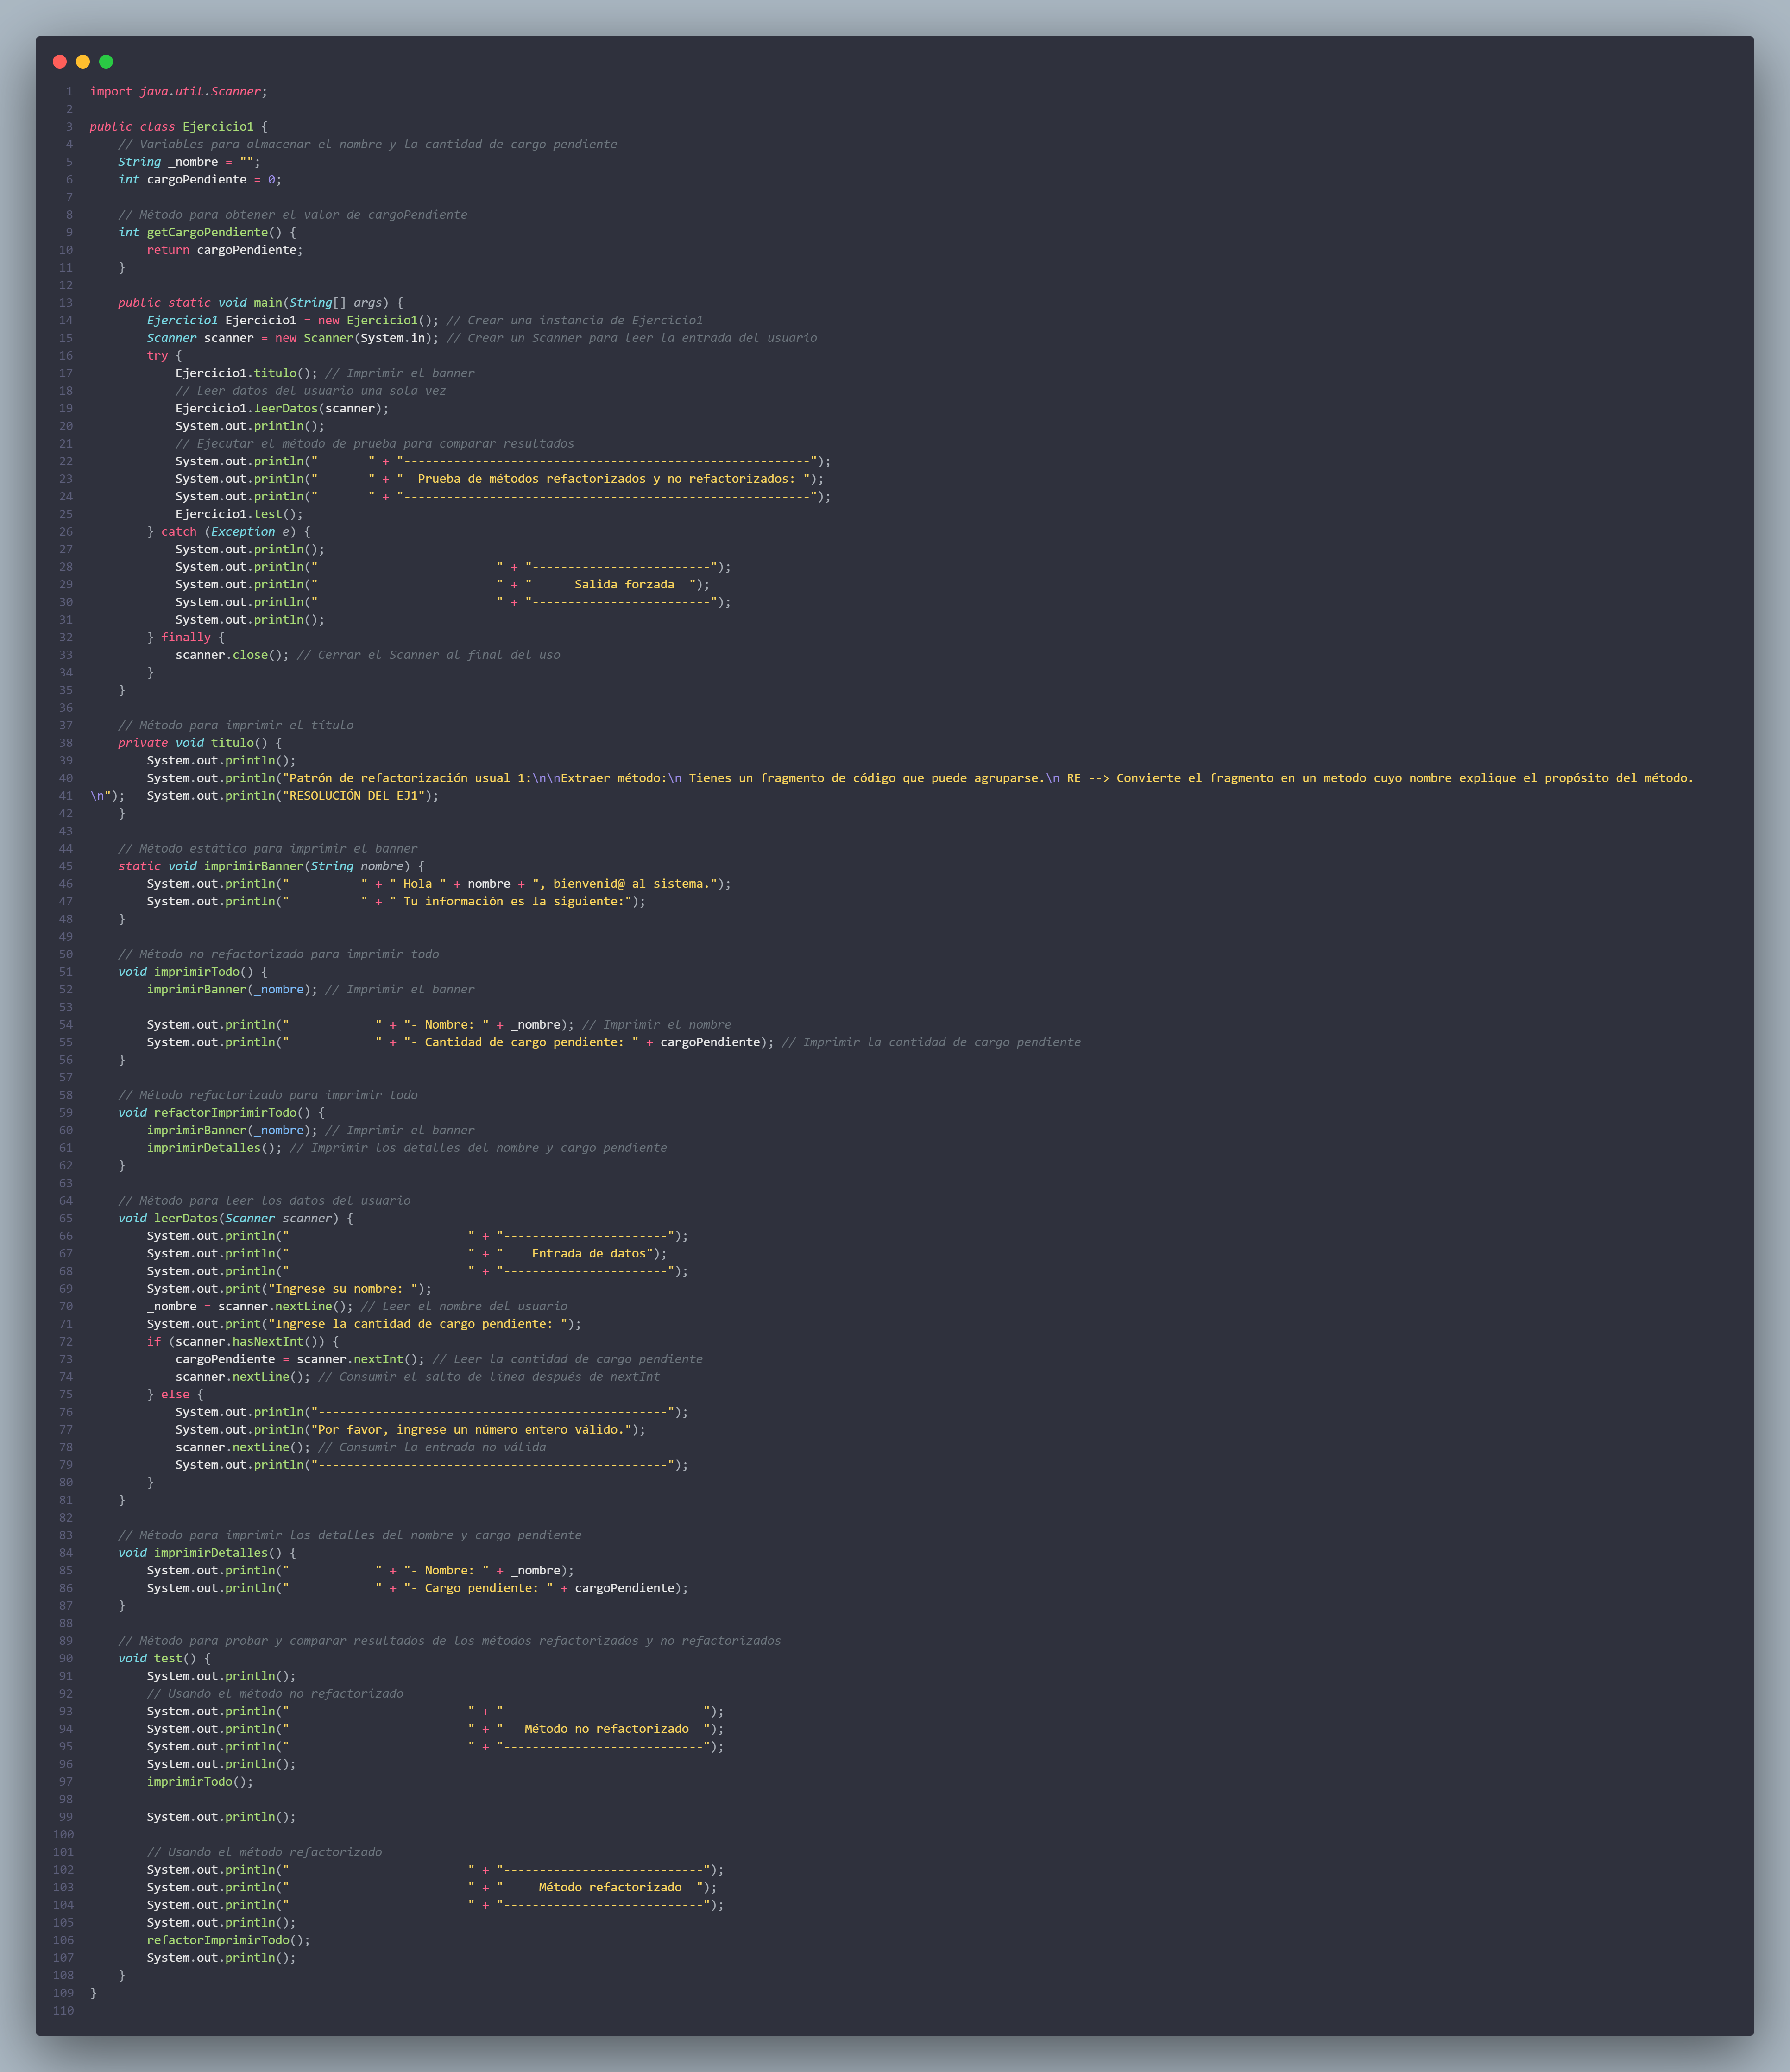 1 import java.util.Scanner;
2
3 public class Ejercicio1 {
4     // Variables para almacenar el nombre y la cantidad de cargo pendiente
5     String _nombre = "";
6     int cargoPendiente = 0;
7
8     // Método para obtener el valor de cargoPendiente
9     int getCargoPendiente() {
10         return cargoPendiente;
11     }
12
13     public static void main(String[] args) {
14         Ejercicio1 Ejercicio1 = new Ejercicio1(); // Crear una instancia de Ejercicio1
15         Scanner scanner = new Scanner(System.in); // Crear un Scanner para leer la entrada del usuario
16         try {
17             Ejercicio1.titulo(); // Imprimir el banner
18             // Leer datos del usuario una sola vez
19             Ejercicio1.leerDatos(scanner);
20             System.out.println();
21             // Ejecutar el método de prueba para comparar resultados
22             System.out.println("       " + "---------------------------------------------------------");
23             System.out.println("       " + "  Prueba de métodos refactorizados y no refactorizados: ");
24             System.out.println("       " + "---------------------------------------------------------");
25             Ejercicio1.test();
26         } catch (Exception e) {
27             System.out.println();
28             System.out.println("                         " + "-------------------------");
29             System.out.println("                         " + "      Salida forzada  ");
30             System.out.println("                         " + "-------------------------");
31             System.out.println();
32         } finally {
33             scanner.close(); // Cerrar el Scanner al final del uso
34         }
35     }
36
37     // Método para imprimir el titulo
38     private void titulo() {
39         System.out.println();
40         System.out.println("Patrón de refactorización usual 1:\n\nExtraer método:\n Tienes un fragmento de código que puede agruparse.\n RE --> Convierte el fragmento en un metodo cuyo nombre explique el propósito del método.
41 \n");   System.out.println("RESOLUCIÓN DEL EJ1");
42     }
43
44     // Método estático para imprimir el banner
45     static void imprimirBanner(String nombre) {
46         System.out.println("          " + " Hola " + nombre + ", bienvenid@ al sistema.");
47         System.out.println("          " + " Tu información es la siguiente:");
48     }
49
50     // Método no refactorizado para imprimir todo
51     void imprimirTodo() {
52         imprimirBanner(_nombre); // Imprimir el banner
53
54         System.out.println("            " + "- Nombre: " + _nombre); // Imprimir el nombre
55         System.out.println("            " + "- Cantidad de cargo pendiente: " + cargoPendiente); // Imprimir la cantidad de cargo pendiente
56     }
57
58     // Método refactorizado para imprimir todo
59     void refactorImprimirTodo() {
60         imprimirBanner(_nombre); // Imprimir el banner
61         imprimirDetalles(); // Imprimir los detalles del nombre y cargo pendiente
62     }
63
64     // Método para leer los datos del usuario
65     void leerDatos(Scanner scanner) {
66         System.out.println("                         " + "-----------------------");
67         System.out.println("                         " + "    Entrada de datos");
68         System.out.println("                         " + "-----------------------");
69         System.out.print("Ingrese su nombre: ");
70         _nombre = scanner.nextLine(); // Leer el nombre del usuario
71         System.out.print("Ingrese la cantidad de cargo pendiente: ");
72         if (scanner.hasNextInt()) {
73             cargoPendiente = scanner.nextInt(); // Leer la cantidad de cargo pendiente
74             scanner.nextLine(); // Consumir el salto de línea después de nextInt
75         } else {
76             System.out.println("-------------------------------------------------");
77             System.out.println("Por favor, ingrese un número entero válido.");
78             scanner.nextLine(); // Consumir la entrada no válida
79             System.out.println("-------------------------------------------------");
80         }
81     }
82
83     // Método para imprimir los detalles del nombre y cargo pendiente
84     void imprimirDetalles() {
85         System.out.println("            " + "- Nombre: " + _nombre);
86         System.out.println("            " + "- Cargo pendiente: " + cargoPendiente);
87     }
88
89     // Método para probar y comparar resultados de los métodos refactorizados y no refactorizados
90     void test() {
91         System.out.println();
92         // Usando el método no refactorizado
93         System.out.println("                         " + "----------------------------");
94         System.out.println("                         " + "   Método no refactorizado  ");
95         System.out.println("                         " + "----------------------------");
96         System.out.println();
97         imprimirTodo();
98
99         System.out.println();
100
101         // Usando el método refactorizado
102         System.out.println("                         " + "----------------------------");
103         System.out.println("                         " + "     Método refactorizado  ");
104         System.out.println("                         " + "----------------------------");
105         System.out.println();
106         refactorImprimirTodo();
107         System.out.println();
108     }
109 }
110